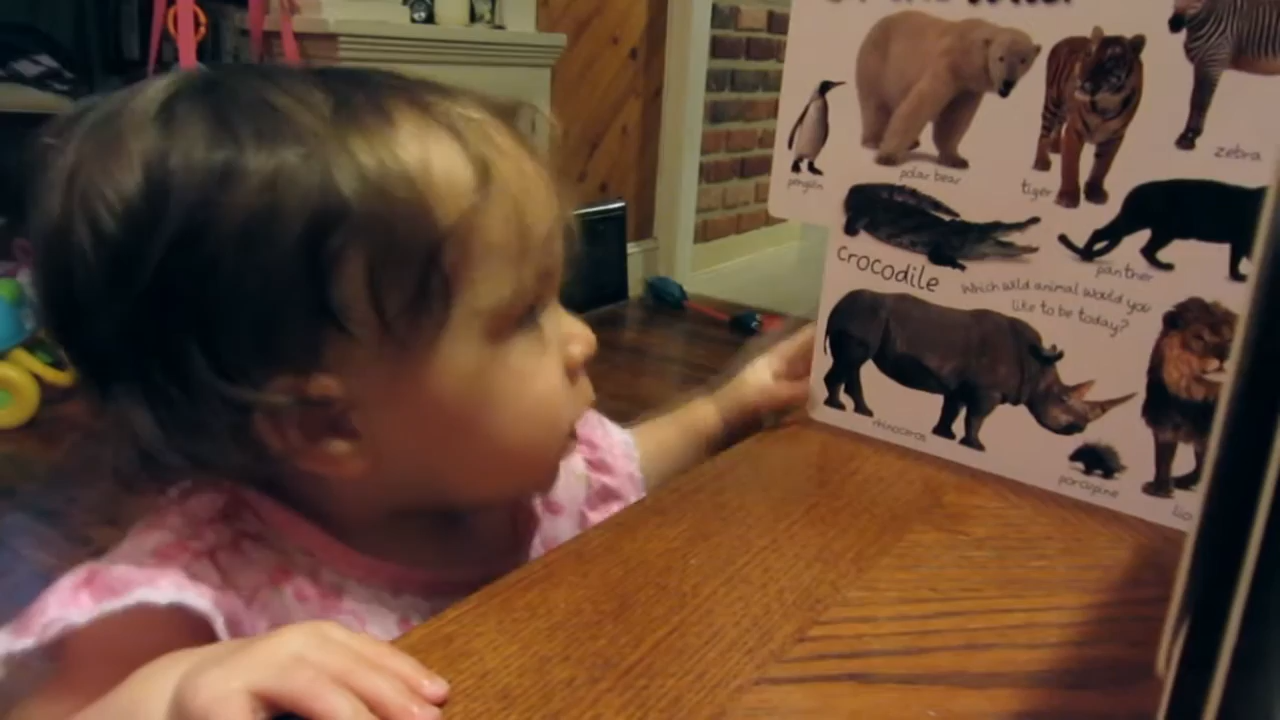 zebra
penguin
polar bear
tiger
panther
crocodile
Which wild animal would you
like to be today?
rhinoceros
porcupine